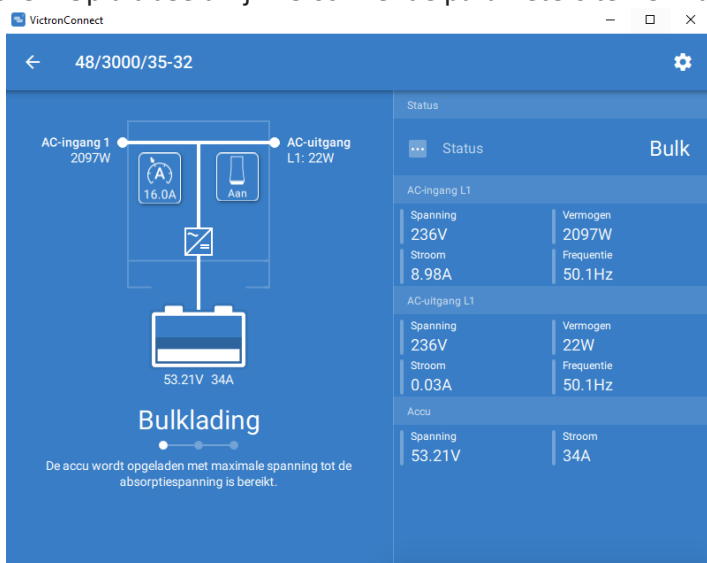 VictronConnect
48/3000/35-32
AC-ingang 1
2097W
AC-uitgang
L1: 22W
A
16.0A
Aan
53.21V 34A
Bulklading
De accu wordt opgeladen met maximale spanning tot de
absorptiespanning is bereikt.
Status
Status Bulk
AC-ingang L1
Spanning Vermogen
236V 2097W
Stroom Frequentie
8.98A 50.1Hz
AC-uitgang L1
Spanning Vermogen
236V 22W
Stroom Frequentie
0.03A 50.1Hz
Accu
Spanning Stroom
53.21V 34A